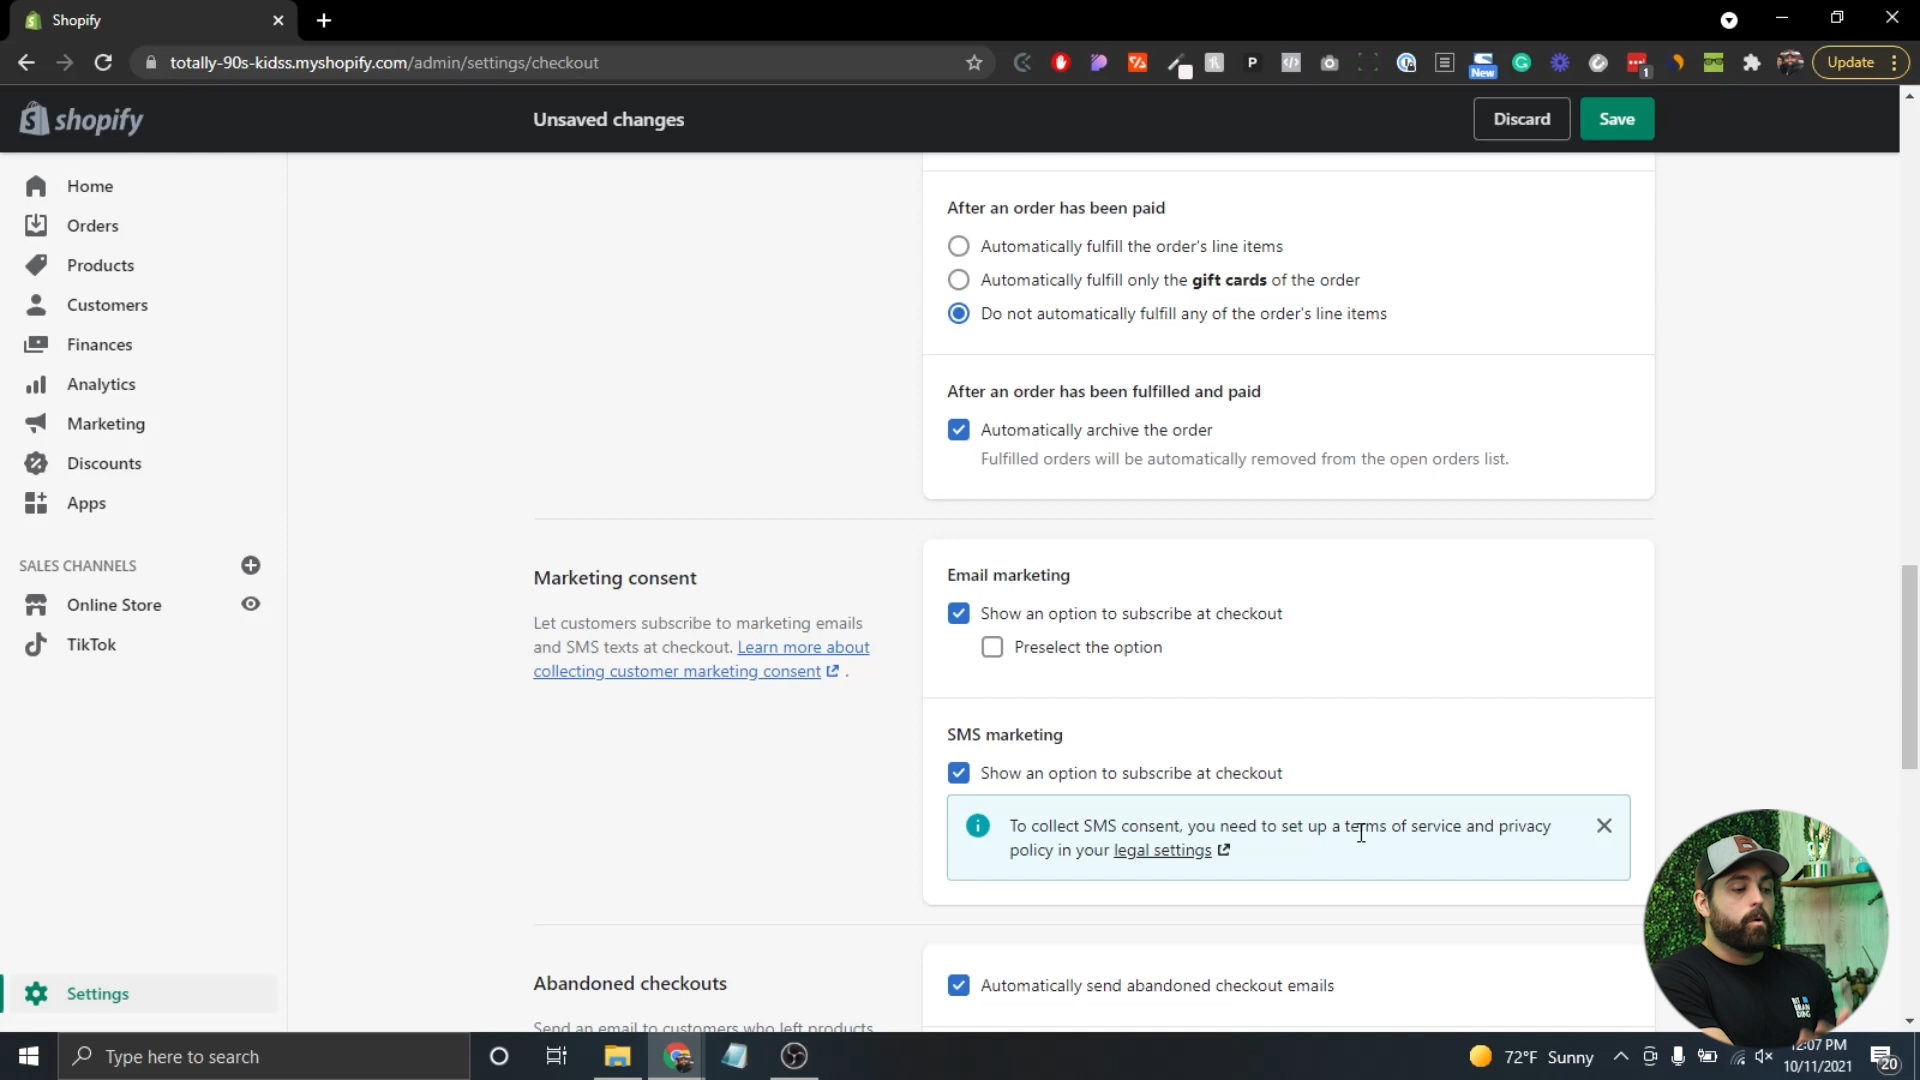 Shopify
totally-90s-kidss.myshopify.com/admin/settings/checkout
P
New
1
Update
shopify
Unsaved changes
Discard
Save
Home
Orders
Products
Customers
Finances
Analytics
Marketing
Discounts
Apps
SALES CHANNELS
Online Store
TikTok
Settings
After an order has been paid
Automatically fulfill the order's line items
Automatically fulfill only the gift cards of the order
Do not automatically fulfill any of the order's line items
After an order has been fulfilled and paid
Automatically archive the order
Fulfilled orders will be automatically removed from the open orders list.
Marketing consent
Let customers subscribe to marketing emails
and SMS texts at checkout. Learn more about
collecting customer marketing consent .
Email marketing
Show an option to subscribe at checkout
Preselect the option
SMS marketing
Show an option to subscribe at checkout
To collect SMS consent, you need to set up a terms of service and privacy
policy in your legal settings
Abandoned checkouts
Send an email to customers who left products
Automatically send abandoned checkout emails
BIT
BRAN
DING
Type here to search
72°F Sunny
12:07 PM
10/11/2021
20